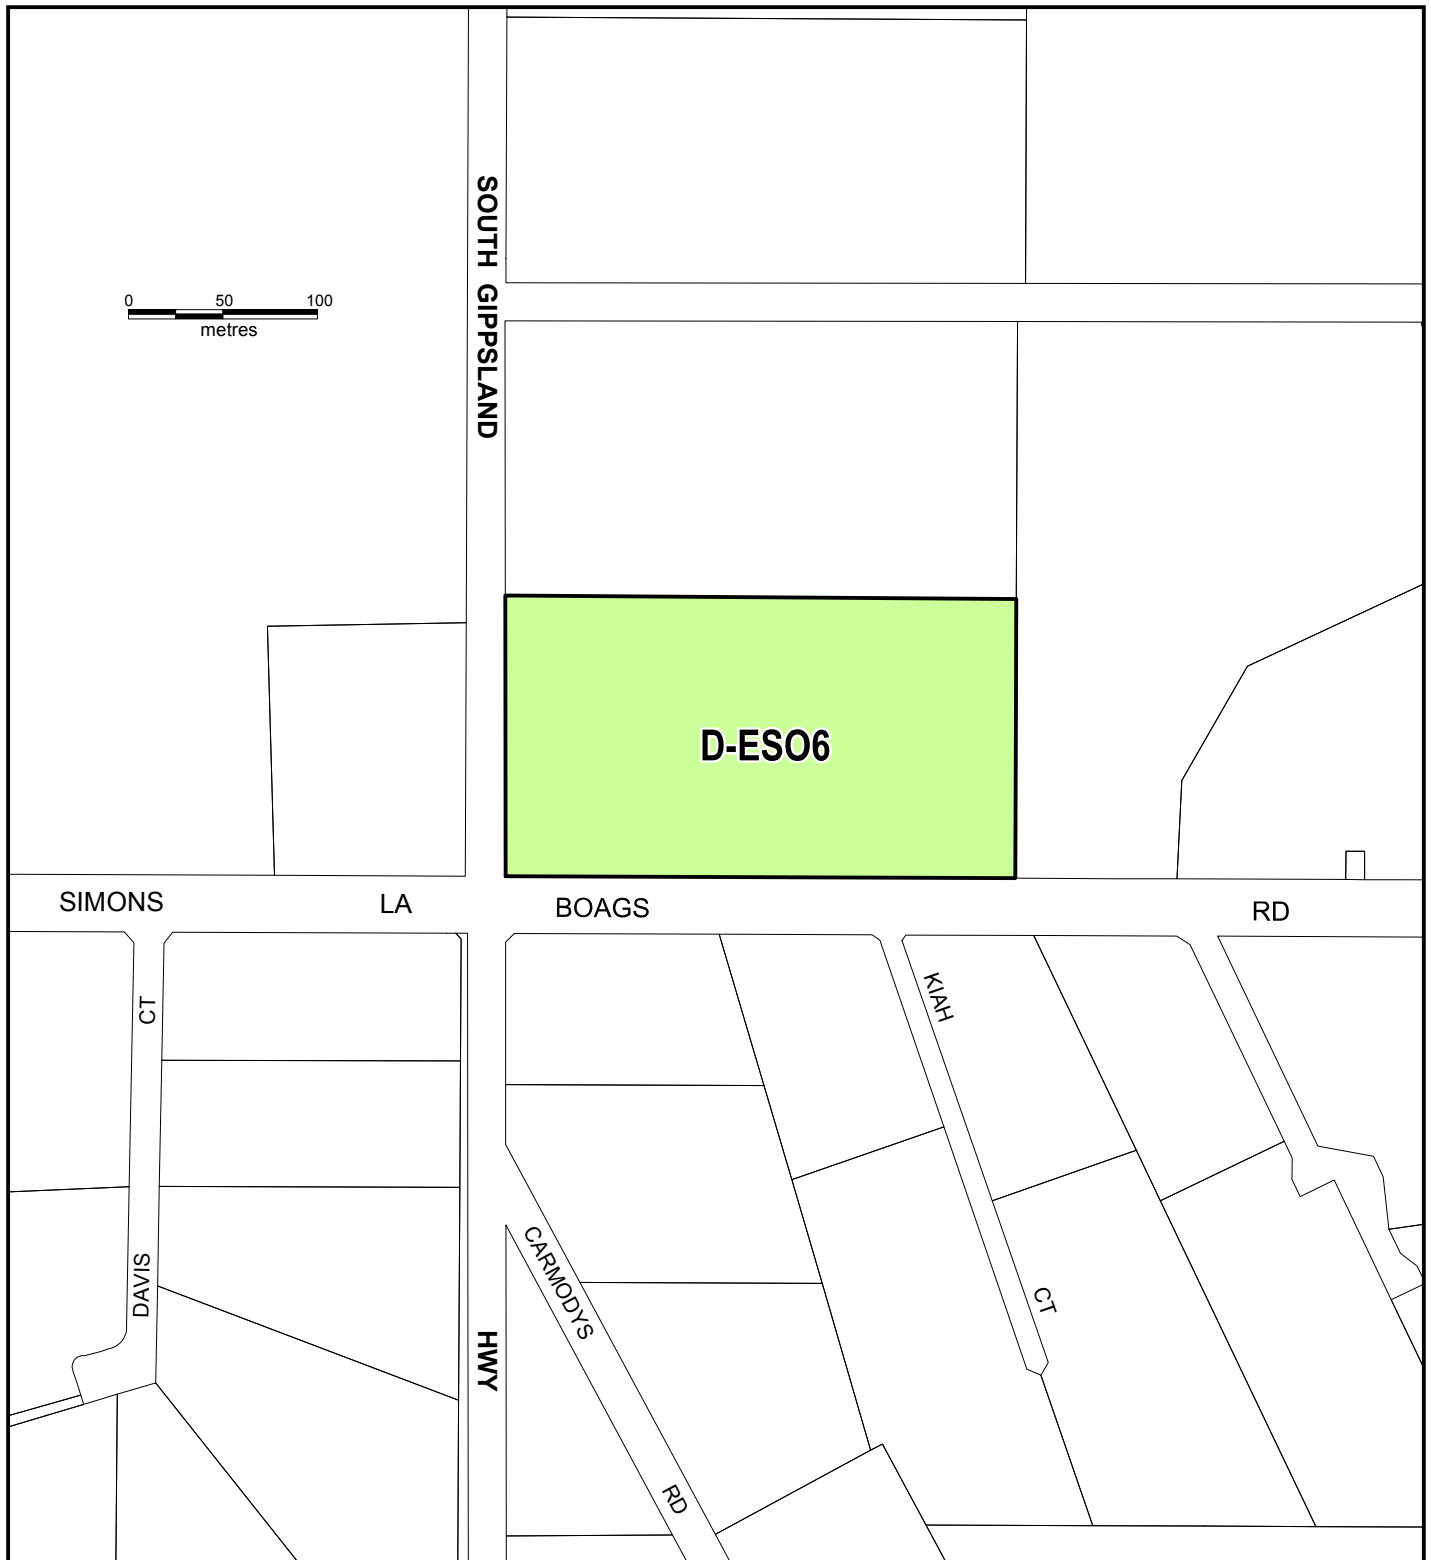 SOUTH GIPPSLAND
0 50 100
metres
D-ESO6
SIMONS LA
BOAGS RD
CT
KIAH
DAVIS
CARMODYS
CT
HWY
RD